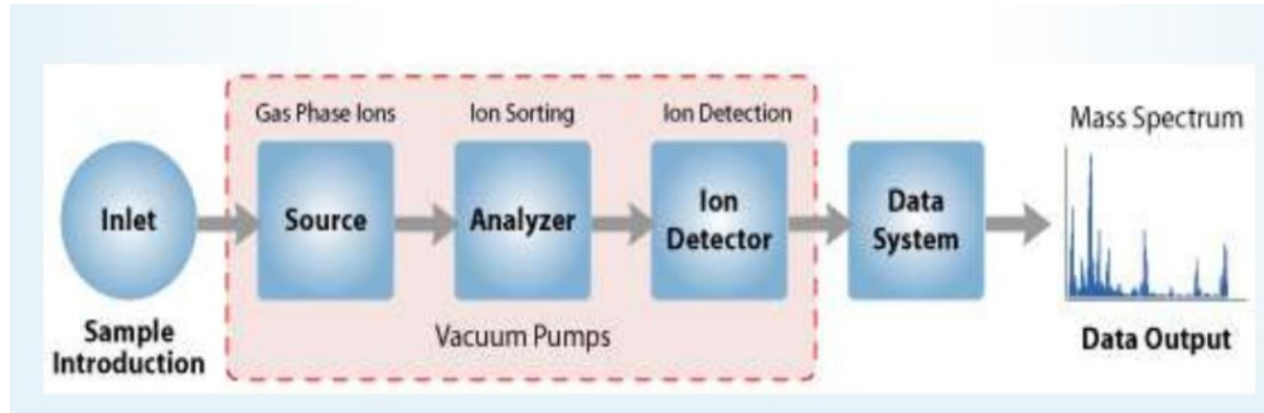 Gas Phase Ions
Ion Sorting
Ion Detection
Mass Spectrum
Inlet
Source
Analyzer
Ion
Detector
Data
System
Sample
Introduction
Vacuum Pumps
Data Output